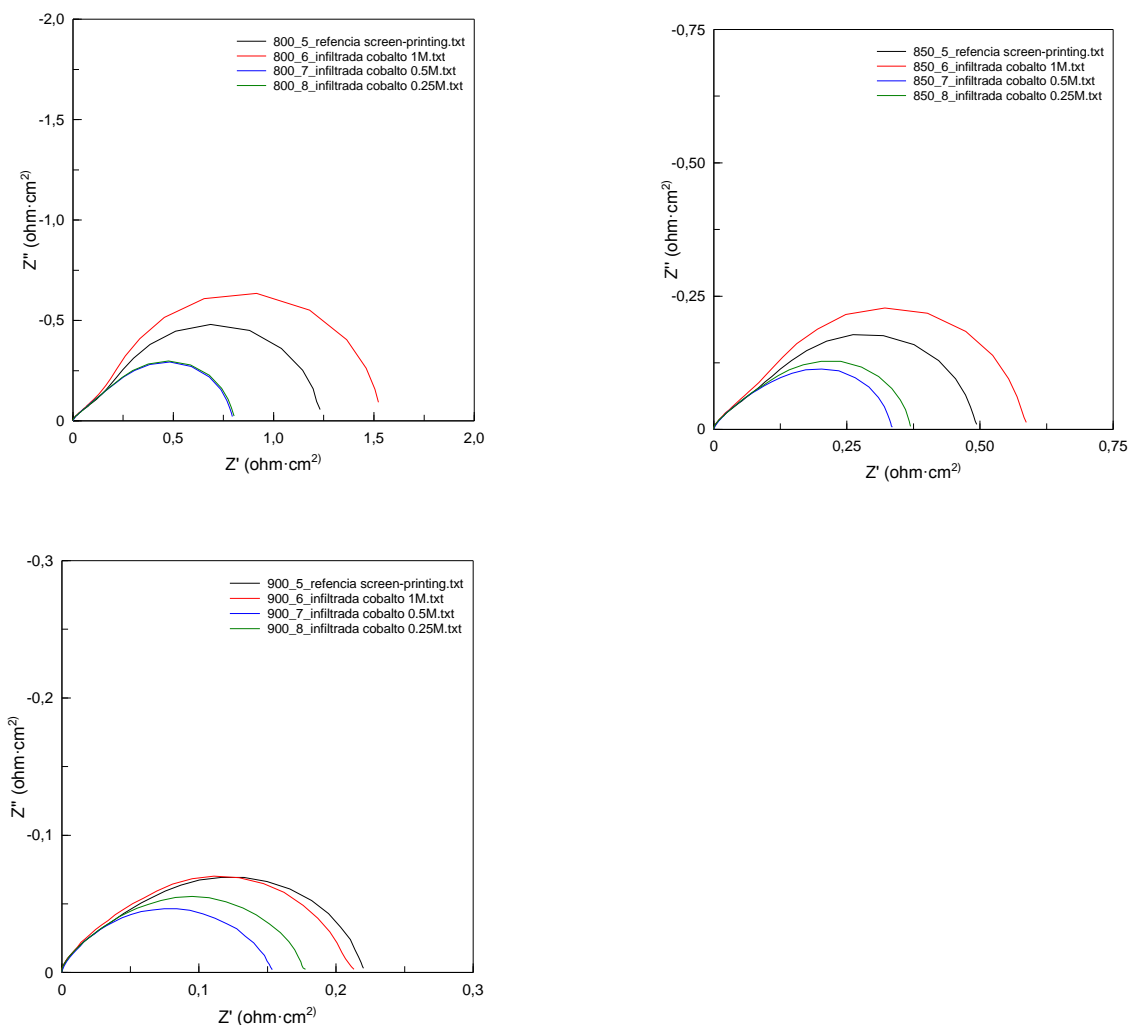 -2,0
800_5_refencia screen-printing.txt
800_6_infiltrada cobalto 1M.txt
800_7_infiltrada cobalto 0.5M.txt
800_8_infiltrada cobalto 0.25M.txt
-1,5
-1,0
-0,5
0
Z'' (ohm·cm2)
0 0,5 1,0 1,5 2,0
Z' (ohm·cm2)
-0,75
850_5_refencia screen-printing.txt
850_6_infiltrada cobalto 1M.txt
850_7_infiltrada cobalto 0.5M.txt
850_8_infiltrada cobalto 0.25M.txt
-0,50
-0,25
0
Z'' (ohm·cm2)
0 0,25 0,50 0,75
Z' (ohm·cm2)
-0,3
900_5_refencia screen-printing.txt
900_6_infiltrada cobalto 1M.txt
900_7_infiltrada cobalto 0.5M.txt
900_8_infiltrada cobalto 0.25M.txt
-0,2
-0,1
0
Z'' (ohm·cm2)
0 0,1 0,2 0,3
Z' (ohm·cm2)